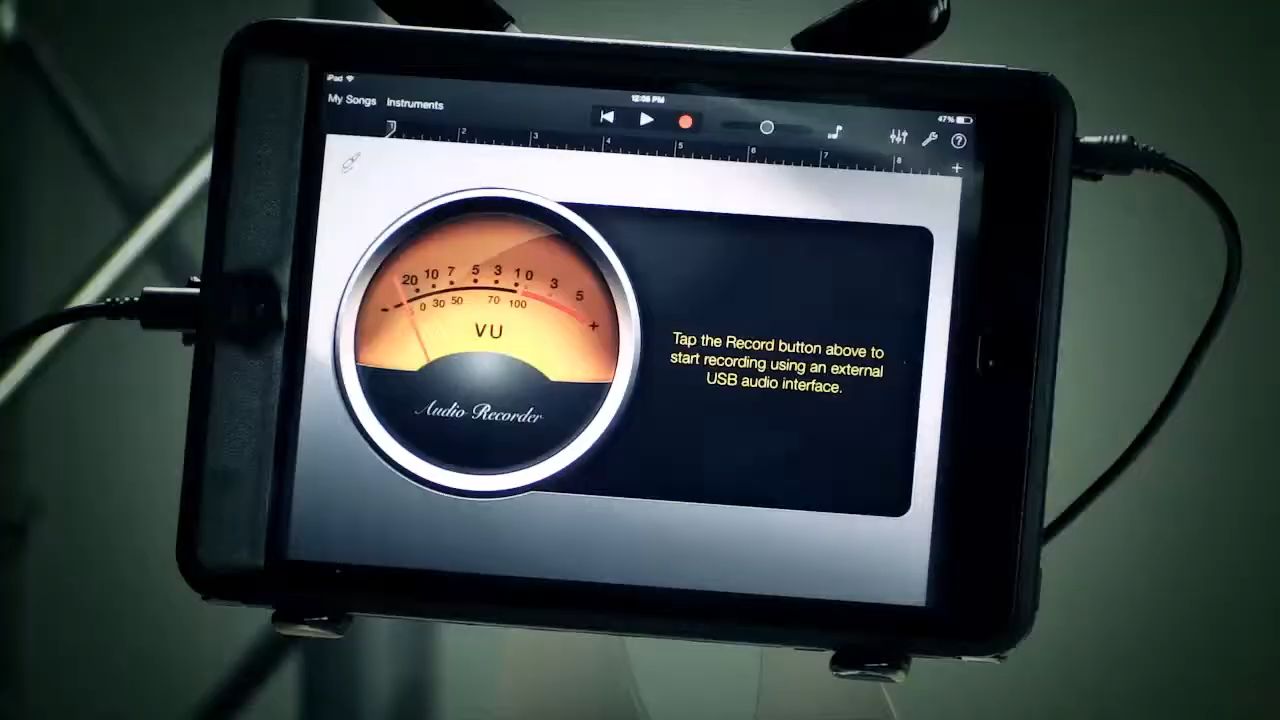 iPad
12:05 PM
47%
My Songs Instruments
1 2 3 4 5 6 7 8
20 10 7 5 3 1 0 3 5
- 0 30 50 70 100 +
VU
Audio Recorder
Tap the Record button above to
start recording using an external
USB audio interface.